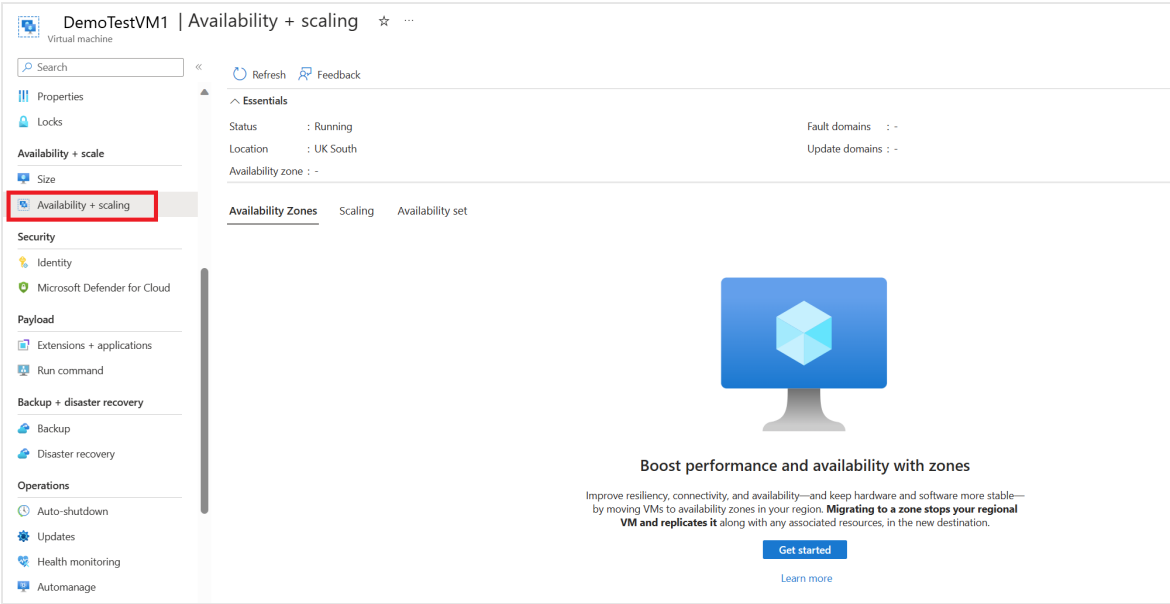 DemoTestVM1 | Availability + scaling ☆ ...
Virtual machine
Search «
Properties
Locks
Availability + scale
Size
Availability + scaling
Security
Identity
Microsoft Defender for Cloud
Payload
Extensions + applications
Run command
Backup + disaster recovery
Backup
Disaster recovery
Operations
Auto-shutdown
Updates
Health monitoring
Automanage
Refresh Feedback
Essentials
Status : Running
Location : UK South
Availability zone : -
Fault domains : -
Update domains : -
Availability Zones Scaling Availability set
Boost performance and availability with zones
Improve resiliency, connectivity, and availability—and keep hardware and software more stable—
by moving VMs to availability zones in your region. Migrating to a zone stops your regional
VM and replicates it along with any associated resources, in the new destination.
Get started
Learn more